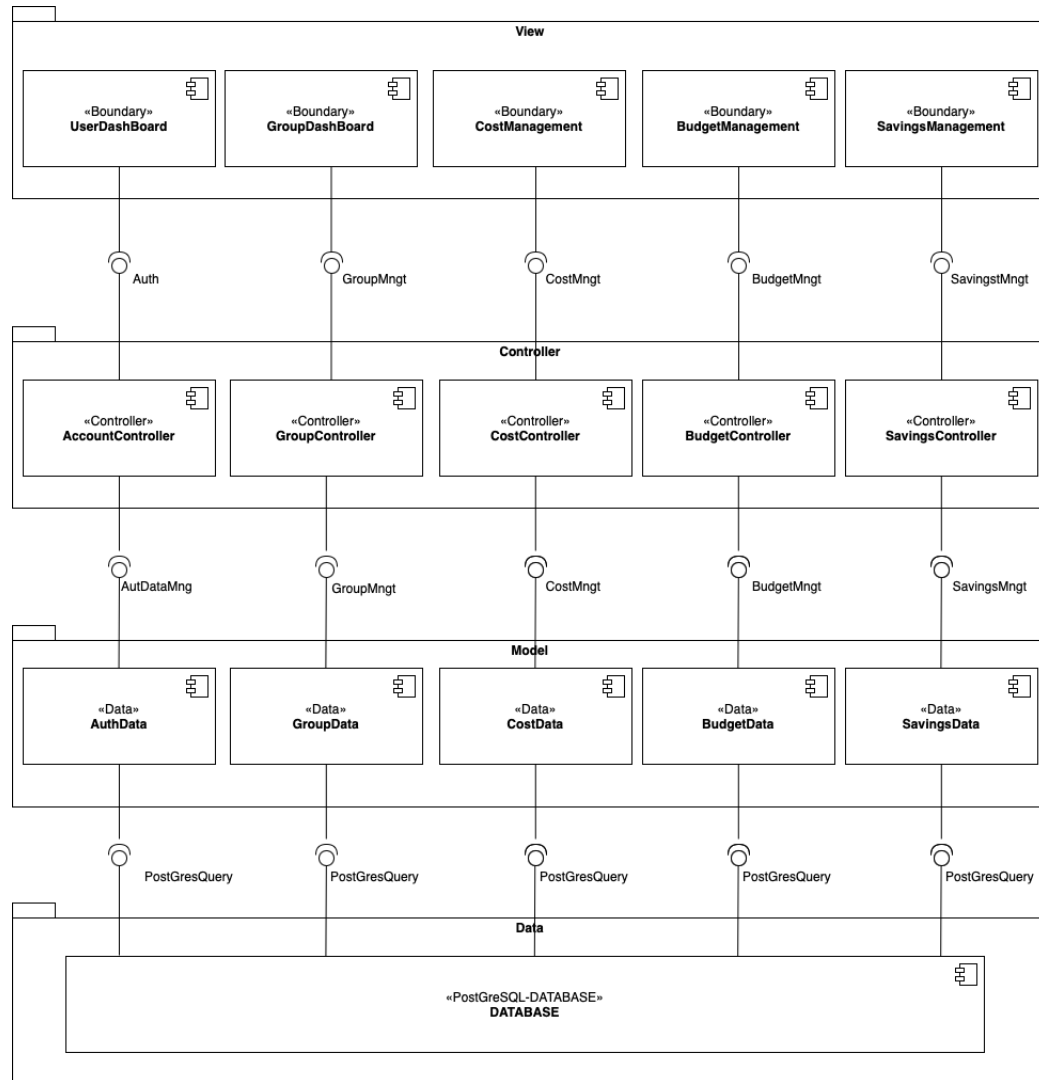 View
«Boundary»
UserDashBoard
«Boundary»
GroupDashBoard
«Boundary»
CostManagement
«Boundary»
BudgetManagement
«Boundary»
SavingsManagement
Auth
GroupMngt
CostMngt
BudgetMngt
SavingstMngt
Controller
«Controller»
AccountController
«Controller»
GroupController
«Controller»
CostController
«Controller»
BudgetController
«Controller»
SavingsController
AutDataMng
GroupMngt
CostMngt
BudgetMngt
SavingsMngt
Model
«Data»
AuthData
«Data»
GroupData
«Data»
CostData
«Data»
BudgetData
«Data»
SavingsData
PostGresQuery
PostGresQuery
PostGresQuery
PostGresQuery
PostGresQuery
Data
«PostGreSQL-DATABASE»
DATABASE